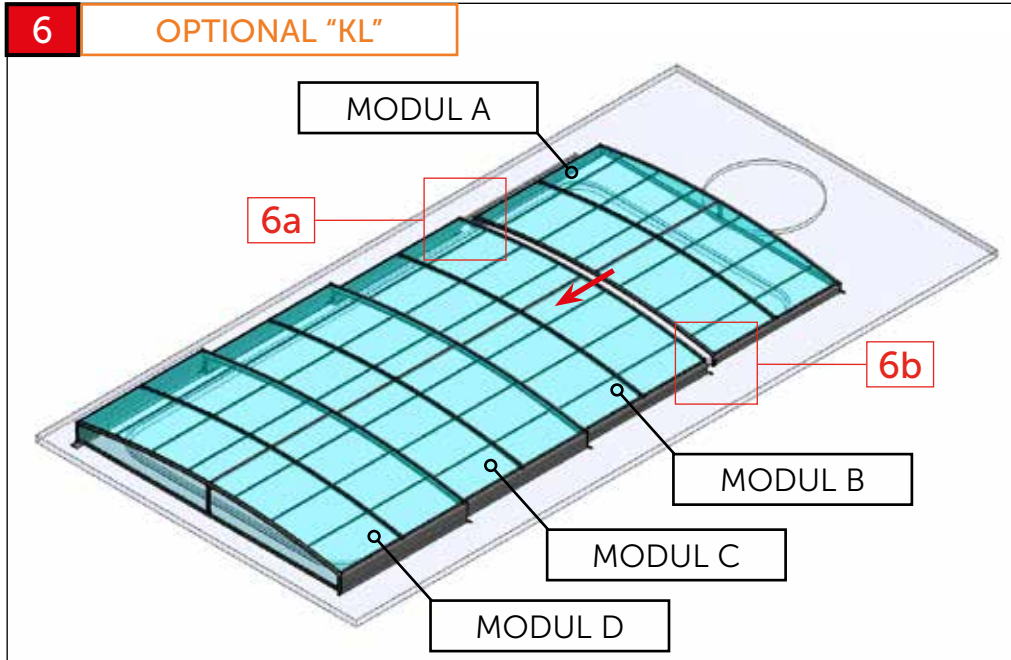 6
OPTIONAL “KL”
MODUL A
6a
6b
MODUL B
MODUL C
MODUL D